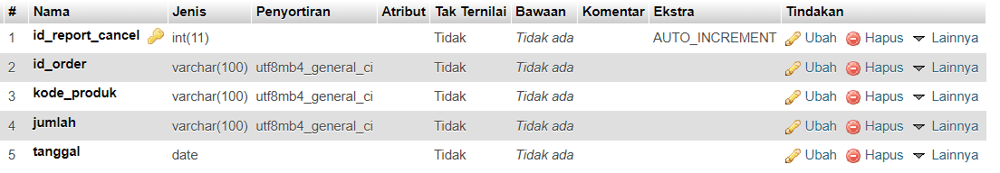 # Nama Jenis Penyortiran Atribut Tak Ternilai Bawaan Komentar Ekstra Tindakan
1 id_report_cancel int(11) Tidak Tidak ada AUTO_INCREMENT Ubah Hapus Lainnya
2 id_order varchar(100) utf8mb4_general_ci Tidak Tidak ada Ubah Hapus Lainnya
3 kode_produk varchar(100) utf8mb4_general_ci Tidak Tidak ada Ubah Hapus Lainnya
4 jumlah varchar(100) utf8mb4_general_ci Tidak Tidak ada Ubah Hapus Lainnya
5 tanggal date Tidak Tidak ada Ubah Hapus Lainnya